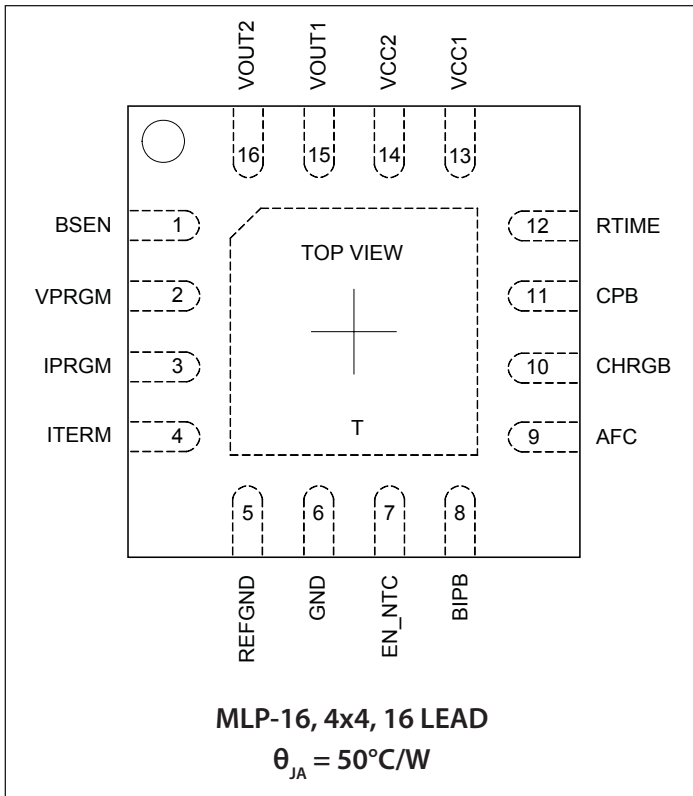 VOUT2
VOUT1
VCC2
VCC1
16
15
14
13
BSEN 1
12 RTIME
TOP VIEW
VPRGM 2
11 CPB
IPRGM 3
10 CHRGB
ITERM 4
T
9 AFC
5
6
7
8
REFGND
GND
EN_NTC
BIPB
MLP-16, 4x4, 16 LEAD
θJA = 50°C/W